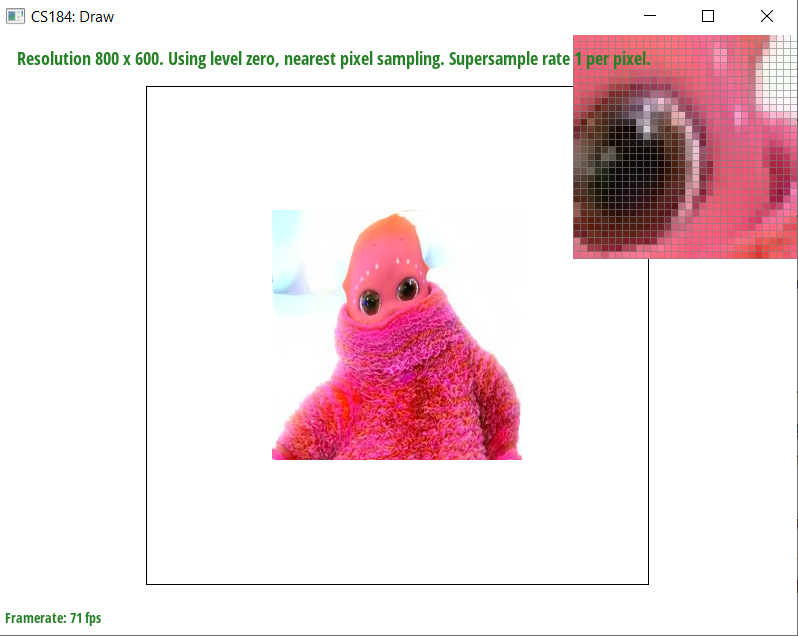 CS184: Draw
Resolution 800 x 600. Using level zero, nearest pixel sampling. Supersample rate 1 per pixel.
Framerate: 71 fps